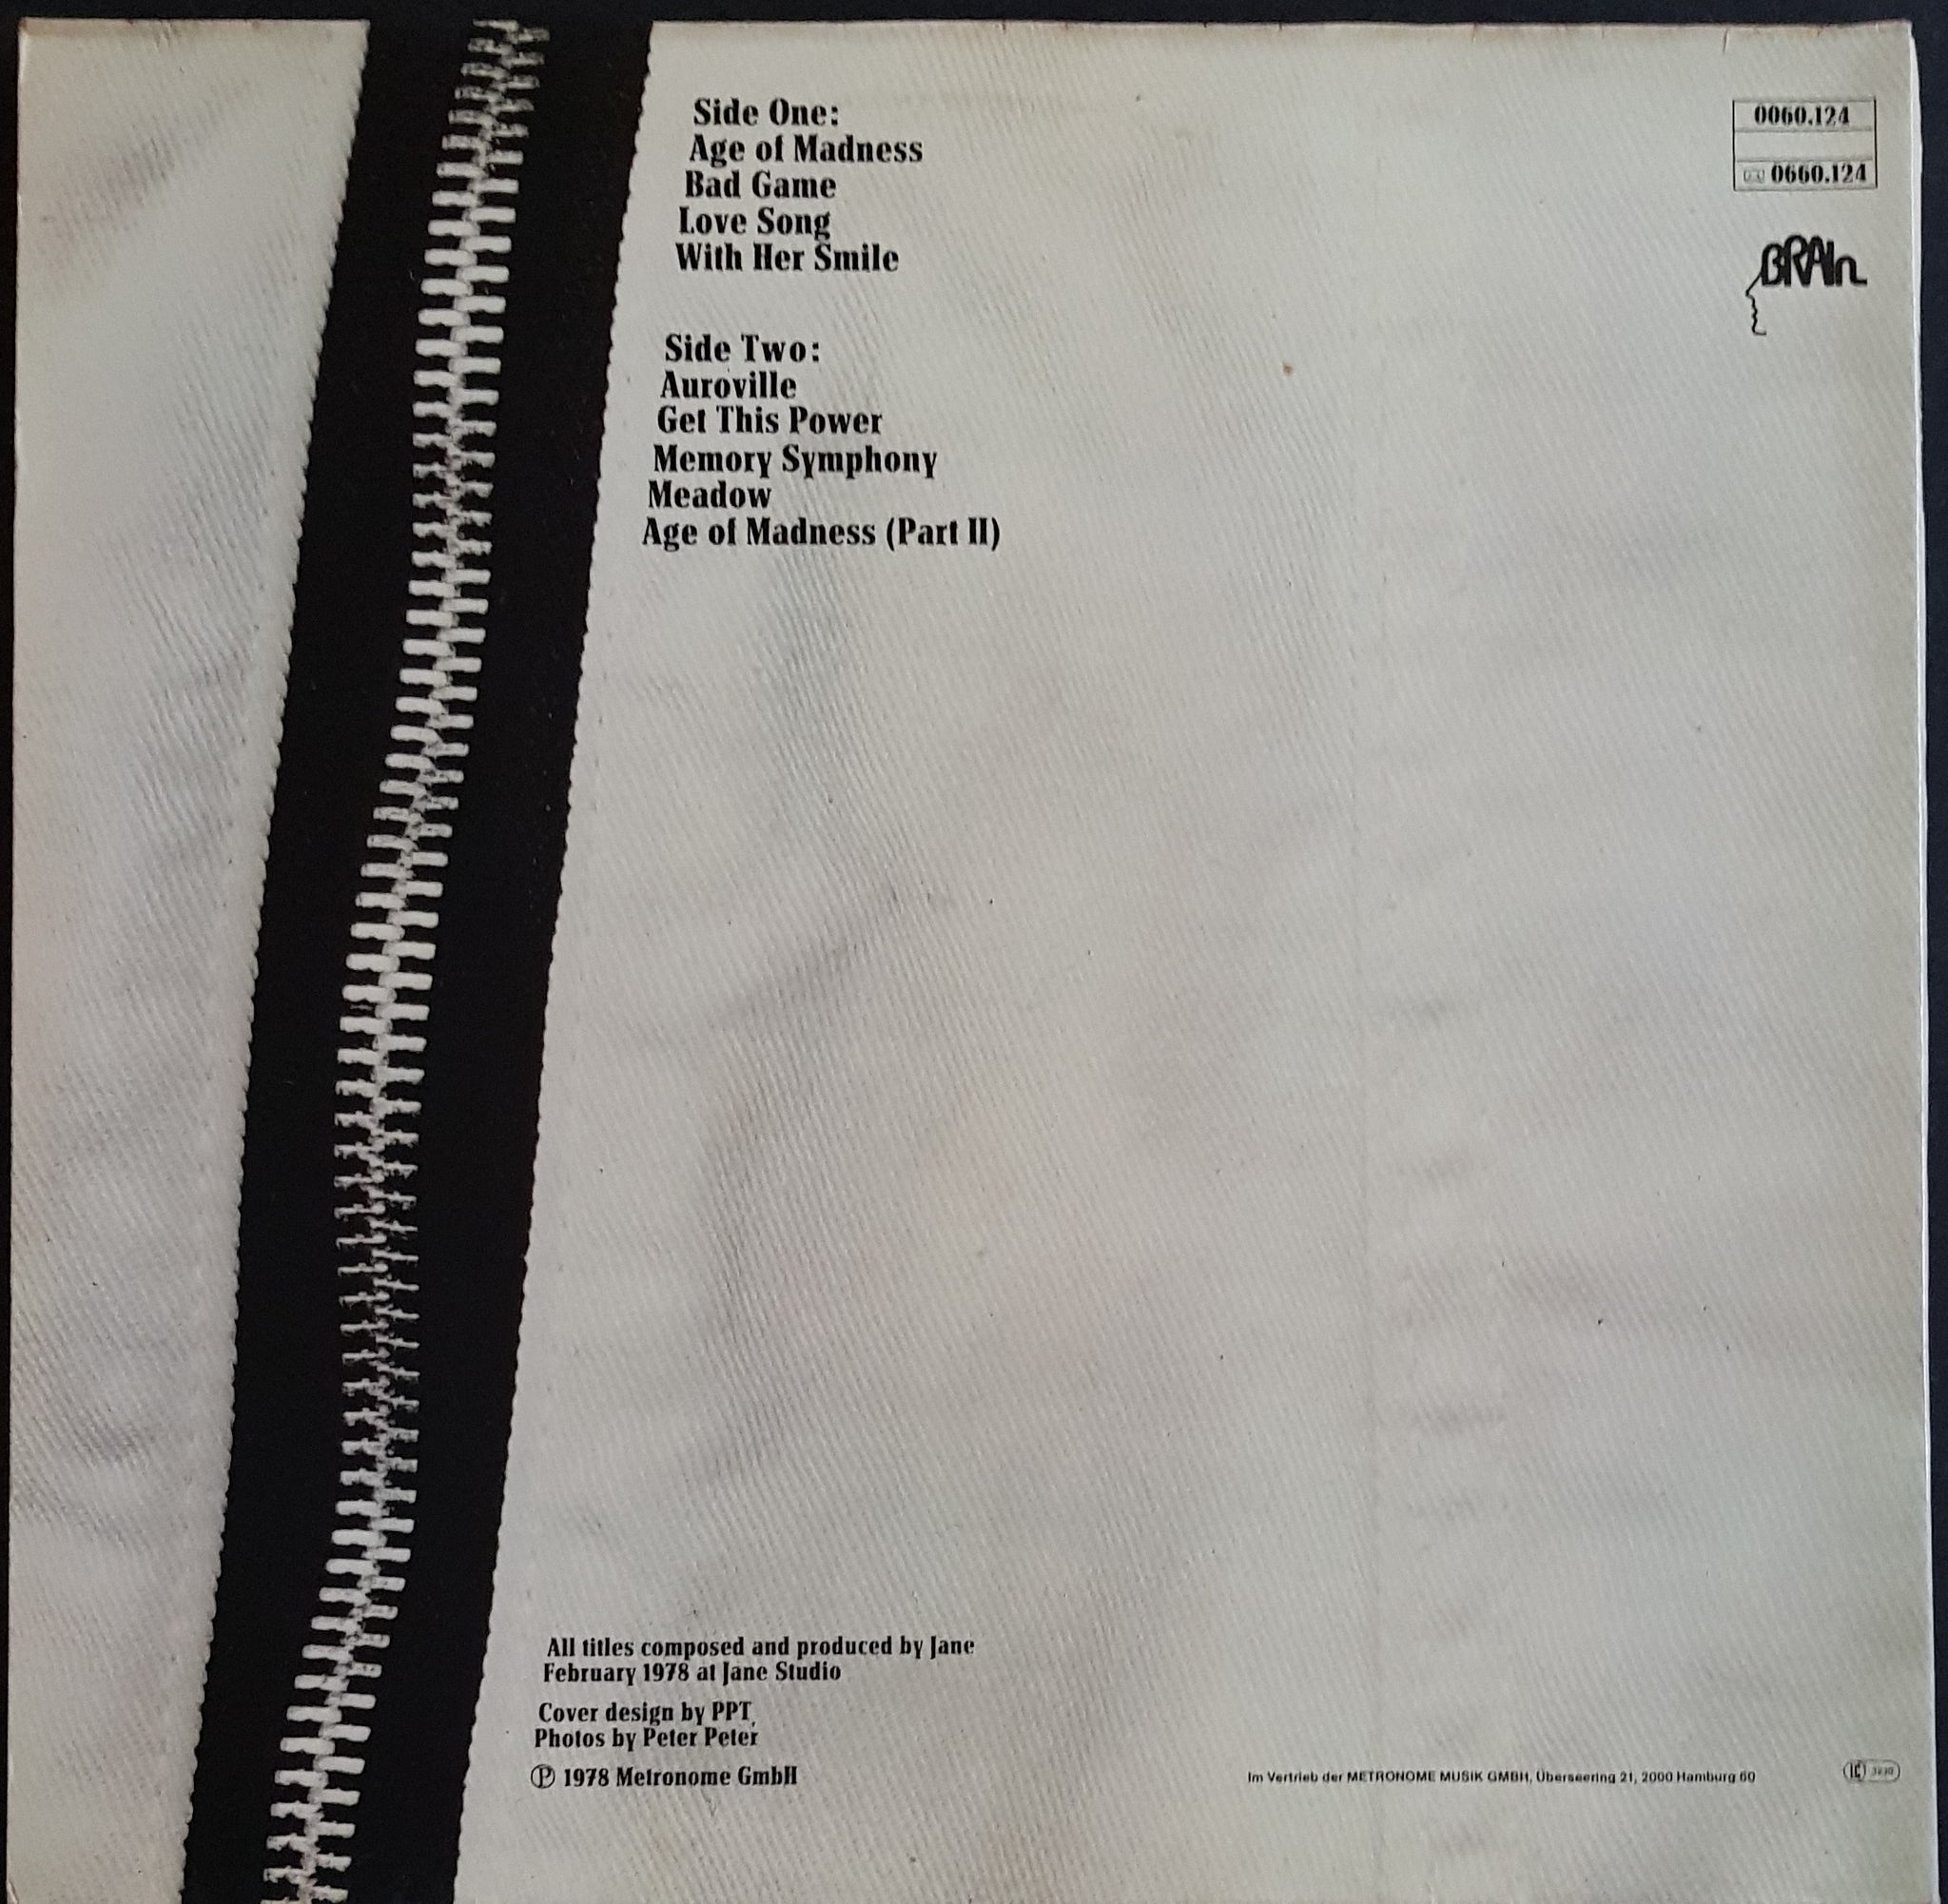 Side One:
Age of Madness
Bad Game
Love Song
With Her Smile
Side Two:
Auroville
Get This Power
Memory Symphony
Meadow
Age of Madness (Part II)
0060.124
0660.124
BRAIn
All titles composed and produced by Jane
February 1978 at Jane Studio
Cover design by PPT
Photos by Peter Peter
Ⓟ 1978 Metronome GmbH
Im Vertrieb der METRONOME MUSIK GMBH, Überseering 21, 2000 Hamburg 60
LC